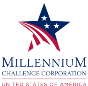 MILLENNIUM
CHALLENGE CORPORATION
UNITED STATES OF AMERICA